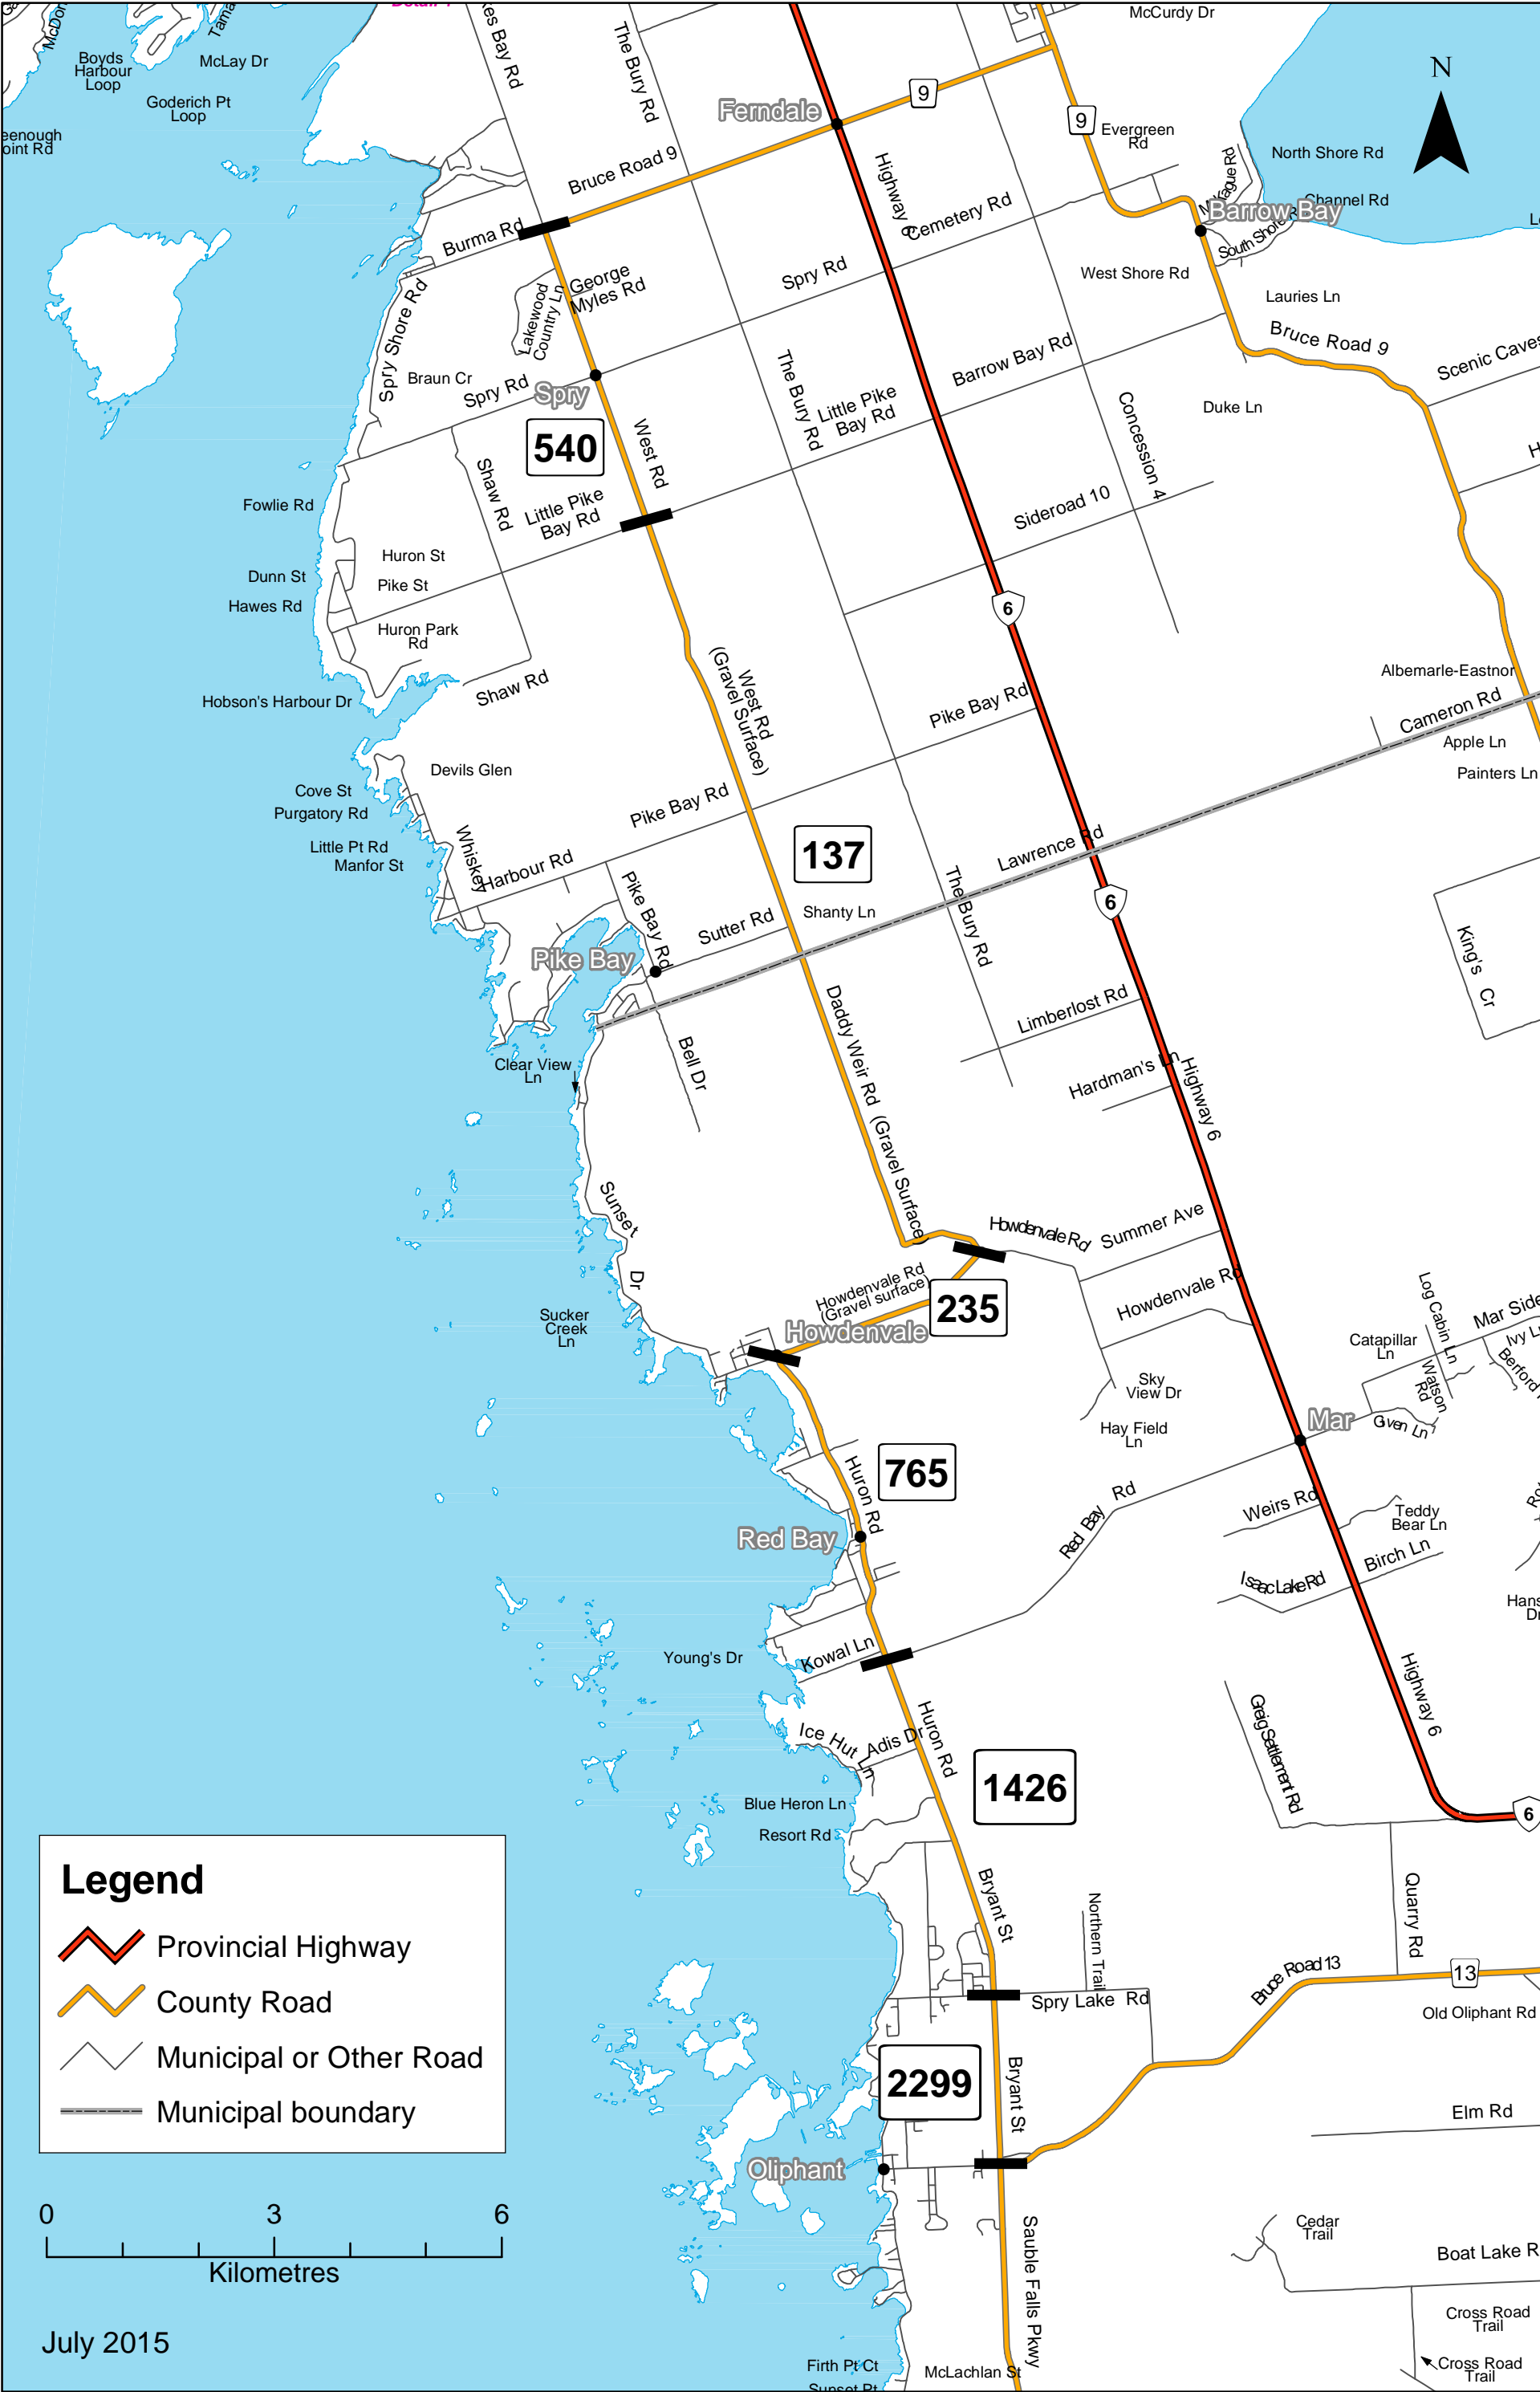 McCurdy Dr
Boyds
Harbour
Loop
McLay Dr
Goderich Pt
Loop
The Bury Rd
Ferndale
9
9
Evergreen
Rd
N
North Shore Rd
Channel Rd
Bruce Road 9
Highway 6
Cemetery Rd
Barrow Bay
Burma Rd
George
Myles Rd
Lakewood
Country Ln
Spry Rd
West Shore Rd
Lauries Ln
Bruce Road 9
Scenic Caves
Spry Shore Rd
Braun Cr
Spry Rd
Spry
The Bury Rd
Little Pike
Bay Rd
Barrow Bay Rd
Duke Ln
Concession 4
540
West Rd
Shaw Rd
Little Pike
Bay Rd
Sideroad 10
Fowlie Rd
Huron St
Dunn St
Pike St
Hawes Rd
Huron Park
Rd
6
Hobson's Harbour Dr
Shaw Rd
West Rd
(Gravel Surface)
Pike Bay Rd
Albemarle-Eastnor
Cameron Rd
Apple Ln
Painters Ln
Devils Glen
Cove St
Purgatory Rd
Little Pt Rd
Manfor St
Whiskey
Harbour Rd
Pike Bay Rd
137
Lawrence Rd
Pike Bay Rd
Sutter Rd
Shanty Ln
The Bury Rd
6
King's Cr
Pike Bay
Daddy Weir Rd (Gravel Surface)
Limberlost Rd
Clear View
Ln
Bell Dr
Hardman's Ln
Highway 6
Sunset Dr
Howdenvale Rd
Summer Ave
Howdenvale Rd
(Gravel surface)
235
Howdenvale Rd
Howdenvale
Sucker
Creek
Ln
Log Cabin Ln
Mar Side
Catapillar
Ln
Watson
Rd
Sky
View Dr
Mar
Given Ln
Hay Field
Ln
765
Huron Rd
Red Bay
Red Bay Rd
Weirs Rd
Teddy
Bear Ln
Isaac Lake Rd
Birch Ln
Young's Dr
Kowal Ln
Highway 6
Ice Hut Ln
Adis Dr
Huron Rd
Greig Settlement Rd
1426
Blue Heron Ln
Resort Rd
6
Bryant St
Northern Trail
Quarry Rd
Bruce Road 13
13
Spry Lake Rd
Old Oliphant Rd
2299
Bryant St
Elm Rd
Oliphant
Cedar
Trail
Sauble Falls Pkwy
Boat Lake R
Cross Road
Trail
Cross Road
Trail
Firth Pt Ct
McLachlan St
Sunset Pt
Legend
Provincial Highway
County Road
Municipal or Other Road
Municipal boundary
0 3 6
Kilometres
July 2015